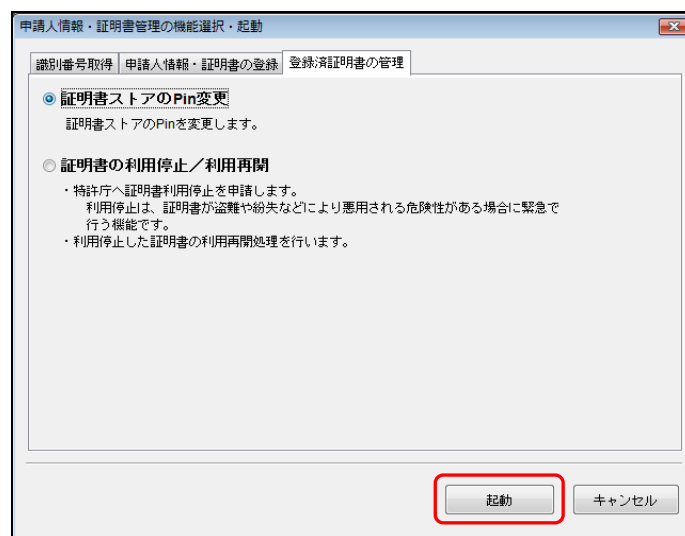 申請人情報・証明書管理の機能選択・起動
識別番号取得 申請人情報・証明書の登録 登録済証明書の管理
証明書ストアのPin変更
証明書ストアのPinを変更します。
証明書の利用停止／利用再開
・特許庁へ証明書利用停止を申請します。
利用停止は、証明書が盗難や紛失などにより悪用される危険性がある場合に緊急で
行う機能です。
・利用停止した証明書の利用再開処理を行います。
起動 キャンセル